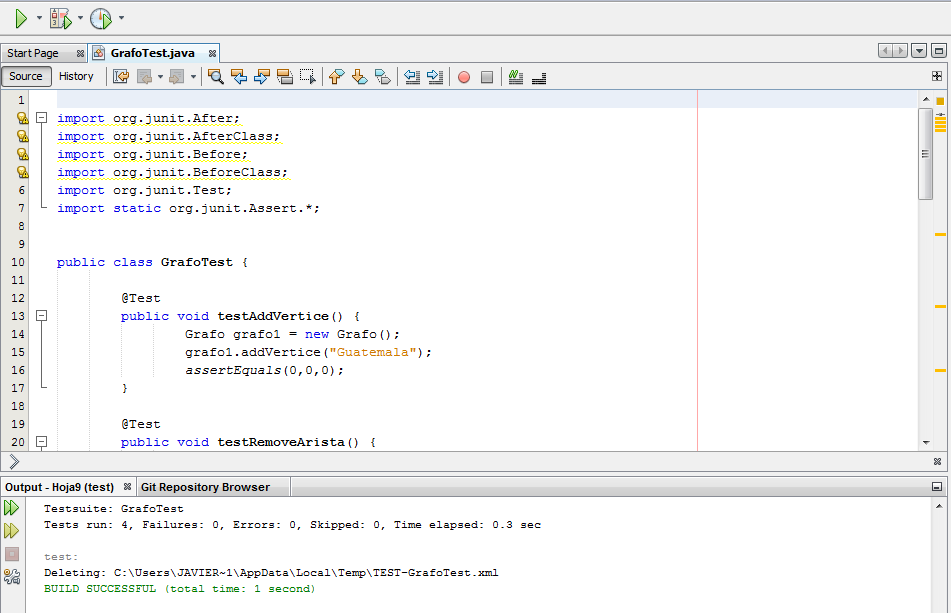 Start Page
GrafoTest.java
Source
History
1
import org.junit.After;
import org.junit.AfterClass;
import org.junit.Before;
import org.junit.BeforeClass;
6 import org.junit.Test;
7 import static org.junit.Assert.*;
8
9
10 public class GrafoTest {
11
12 @Test
13 public void testAddVertice() {
14 Grafo grafo1 = new Grafo();
15 grafo1.addVertice("Guatemala");
16 assertEquals(0,0,0);
17 }
18
19 @Test
20 public void testRemoveArista() {
Output - Hoja9 (test)
Git Repository Browser
Testsuite: GrafoTest
Tests run: 4, Failures: 0, Errors: 0, Skipped: 0, Time elapsed: 0.3 sec
test:
Deleting: C:\Users\JAVIER~1\AppData\Local\Temp\TEST-GrafoTest.xml
BUILD SUCCESSFUL (total time: 1 second)